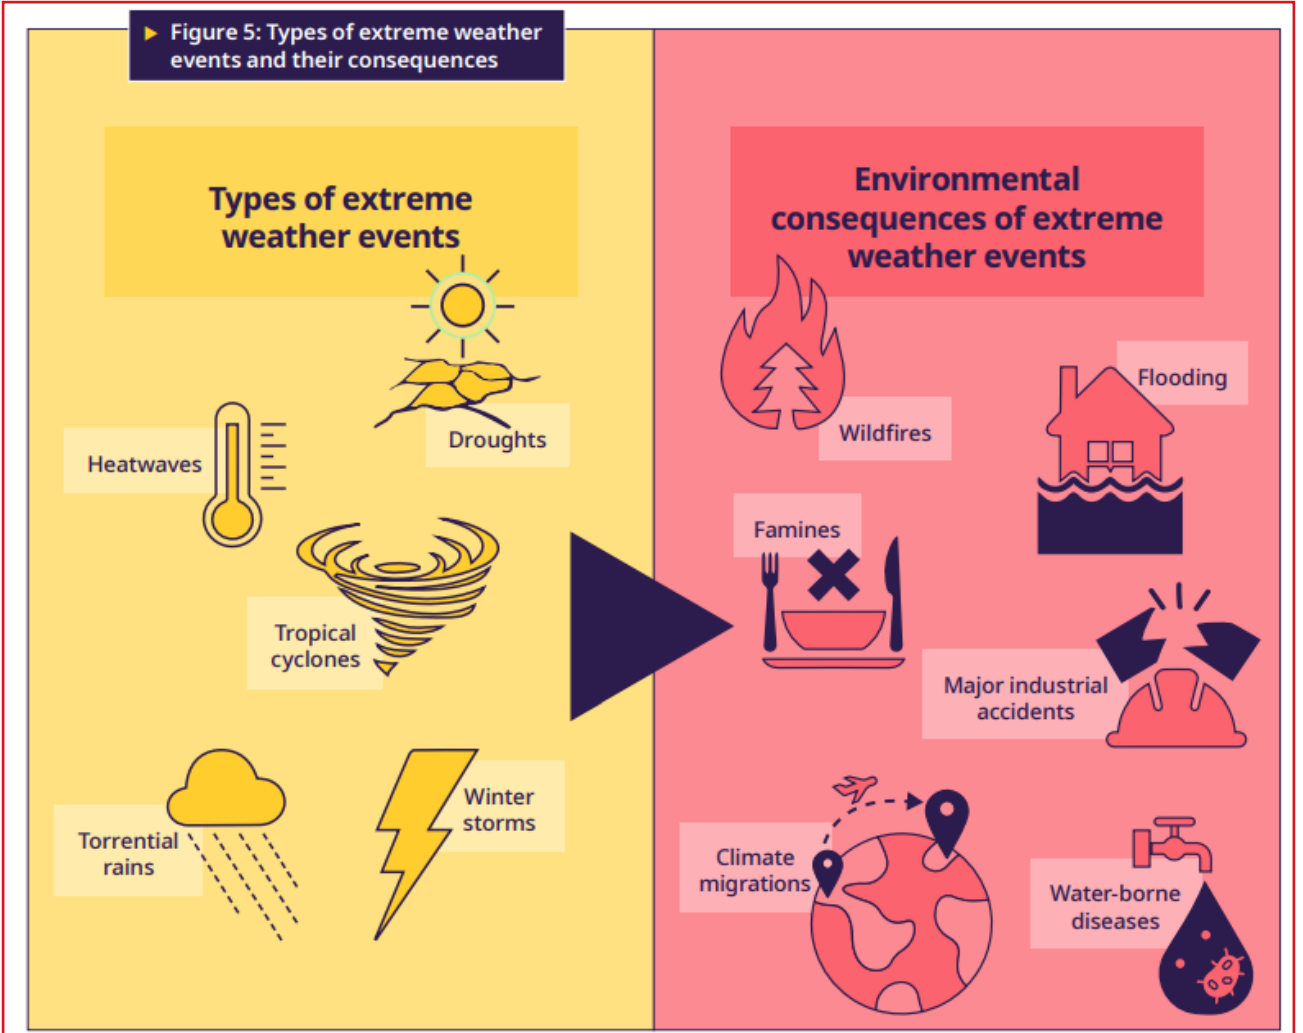 ▶ Figure 5: Types of extreme weather
events and their consequences
Types of extreme
weather events
Droughts
Heatwaves
Tropical
cyclones
Torrential
rains
Winter
storms
Environmental
consequences of extreme
weather events
Wildfires
Flooding
Famines
Major industrial
accidents
Climate
migrations
Water-borne
diseases